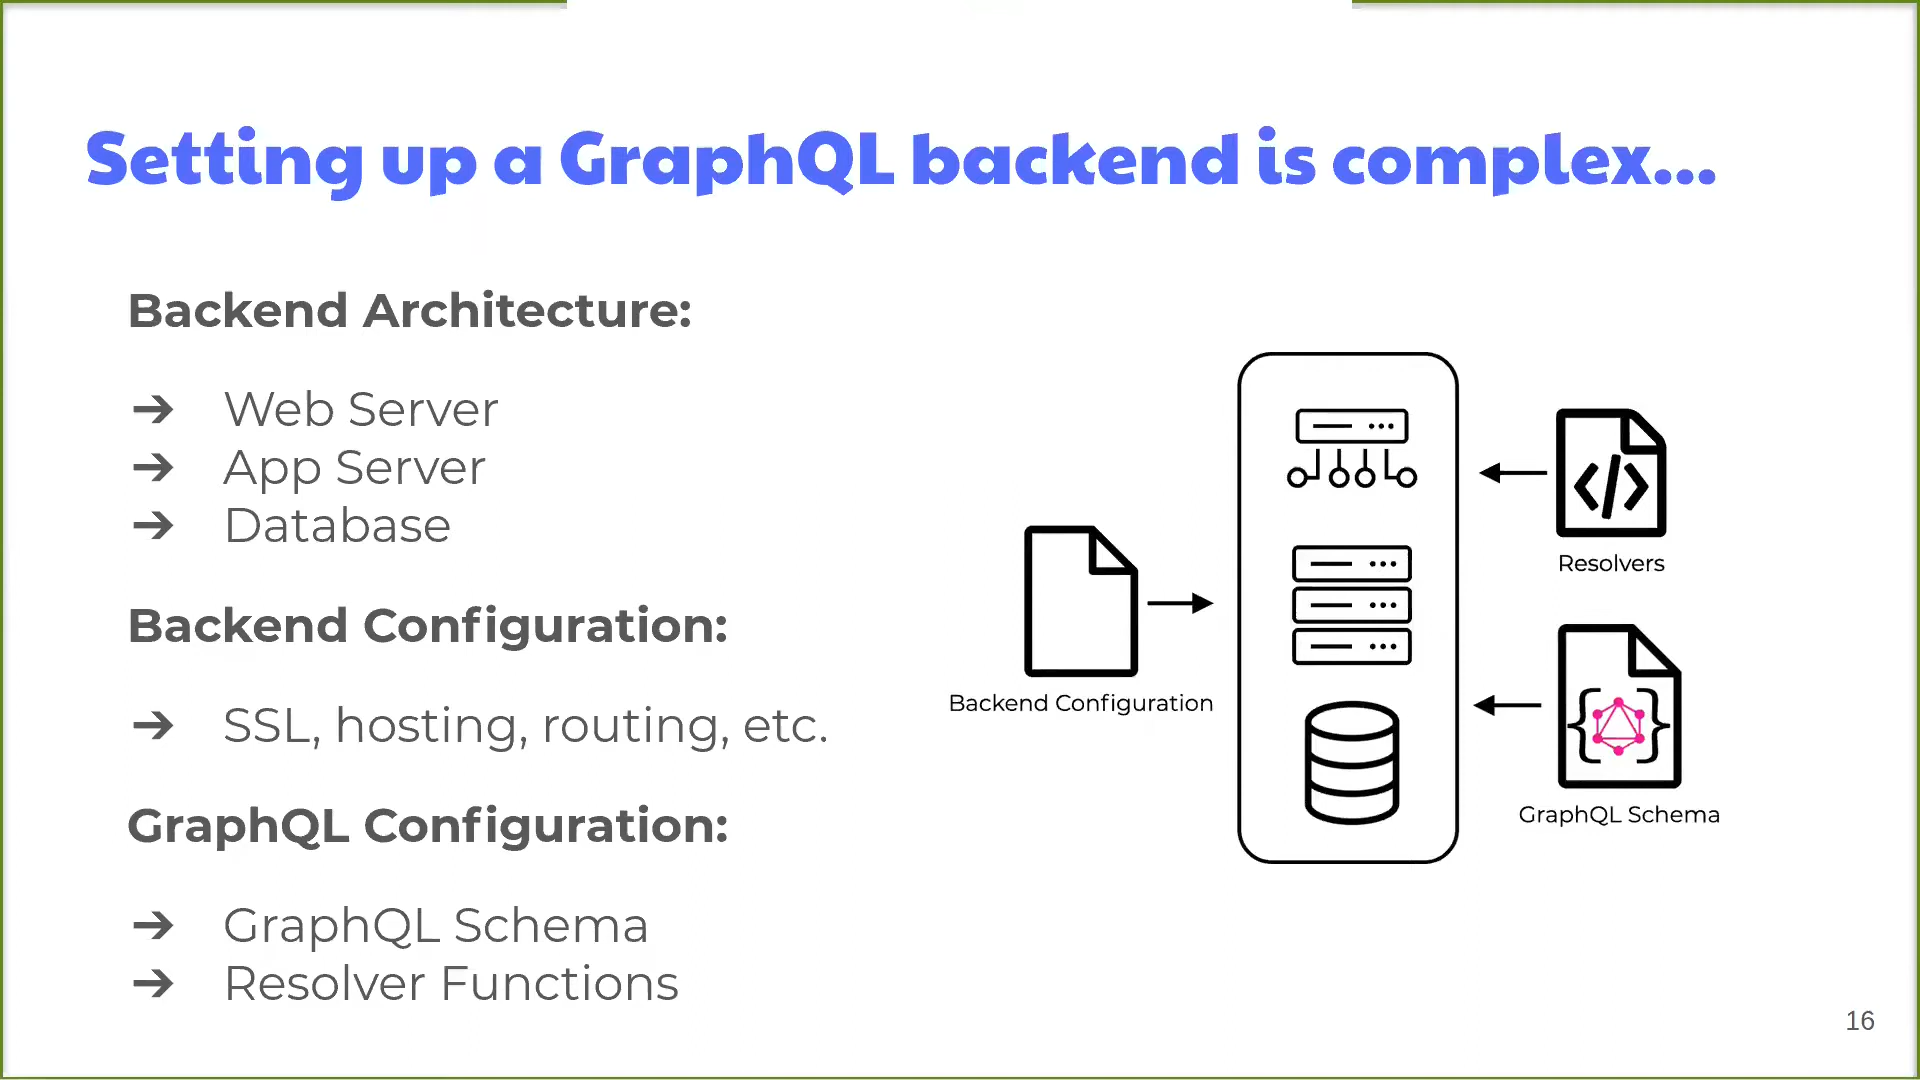 Setting up a GraphQL backend is complex...
Backend Architecture:
➔ Web Server
➔ App Server
➔ Database
Backend Configuration:
➔ SSL, hosting, routing, etc.
GraphQL Configuration:
➔ GraphQL Schema
➔ Resolver Functions
Backend Configuration
</>
Resolvers
{ }
GraphQL Schema
16